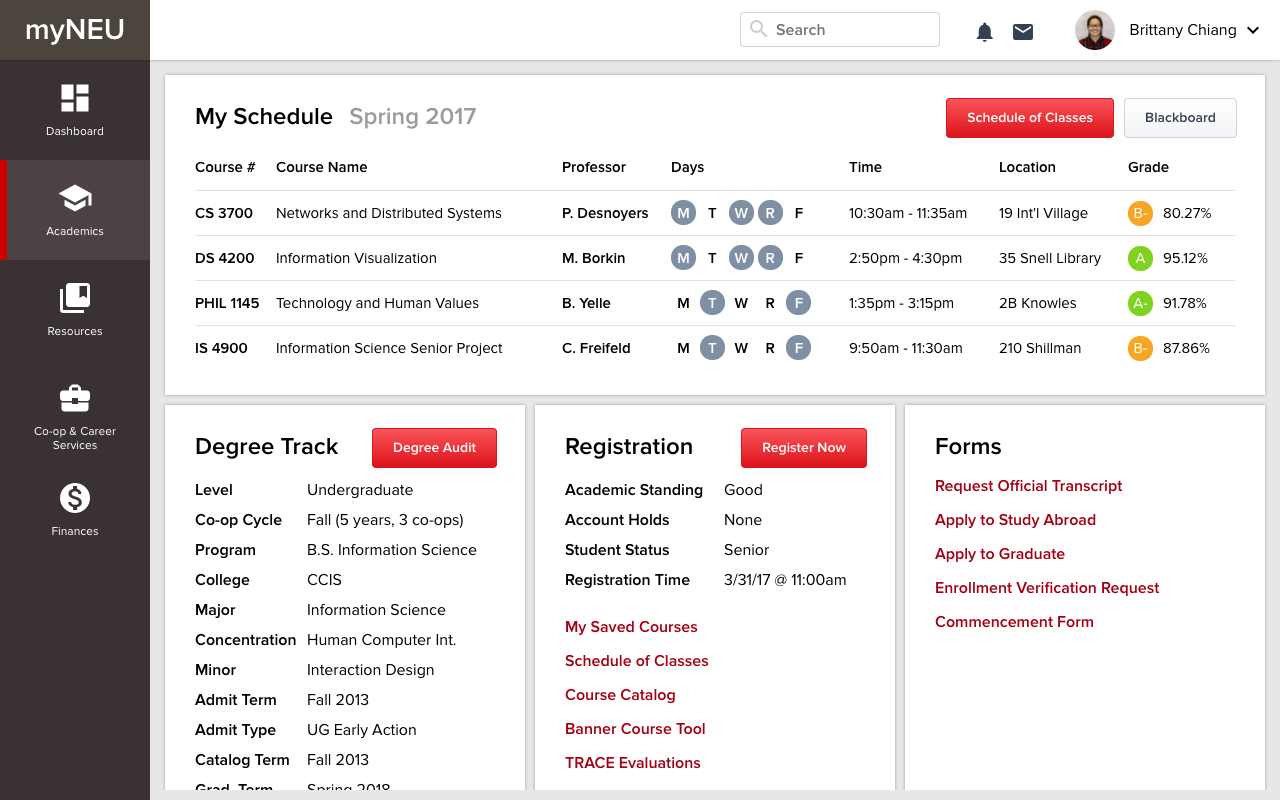 myNEU
Search
Brittany Chiang
Dashboard
Academics
Resources
Co-op & Career
Services
Finances
My Schedule Spring 2017
Schedule of Classes
Blackboard
Course # Course Name Professor Days Time Location Grade
CS 3700 Networks and Distributed Systems P. Desnoyers M T W R F 10:30am - 11:35am 19 Int'l Village B- 80.27%
DS 4200 Information Visualization M. Borkin M T W R F 2:50pm - 4:30pm 35 Snell Library A 95.12%
PHIL 1145 Technology and Human Values B. Yelle M T W R F 1:35pm - 3:15pm 2B Knowles A- 91.78%
IS 4900 Information Science Senior Project C. Freifeld M T W R F 9:50am - 11:30am 210 Shillman B- 87.86%
Degree Track
Degree Audit
Level Undergraduate
Co-op Cycle Fall (5 years, 3 co-ops)
Program B.S. Information Science
College CCIS
Major Information Science
Concentration Human Computer Int.
Minor Interaction Design
Admit Term Fall 2013
Admit Type UG Early Action
Catalog Term Fall 2013
Grad. Term Spring 2018
Registration
Register Now
Academic Standing Good
Account Holds None
Student Status Senior
Registration Time 3/31/17 @ 11:00am
My Saved Courses
Schedule of Classes
Course Catalog
Banner Course Tool
TRACE Evaluations
Forms
Request Official Transcript
Apply to Study Abroad
Apply to Graduate
Enrollment Verification Request
Commencement Form